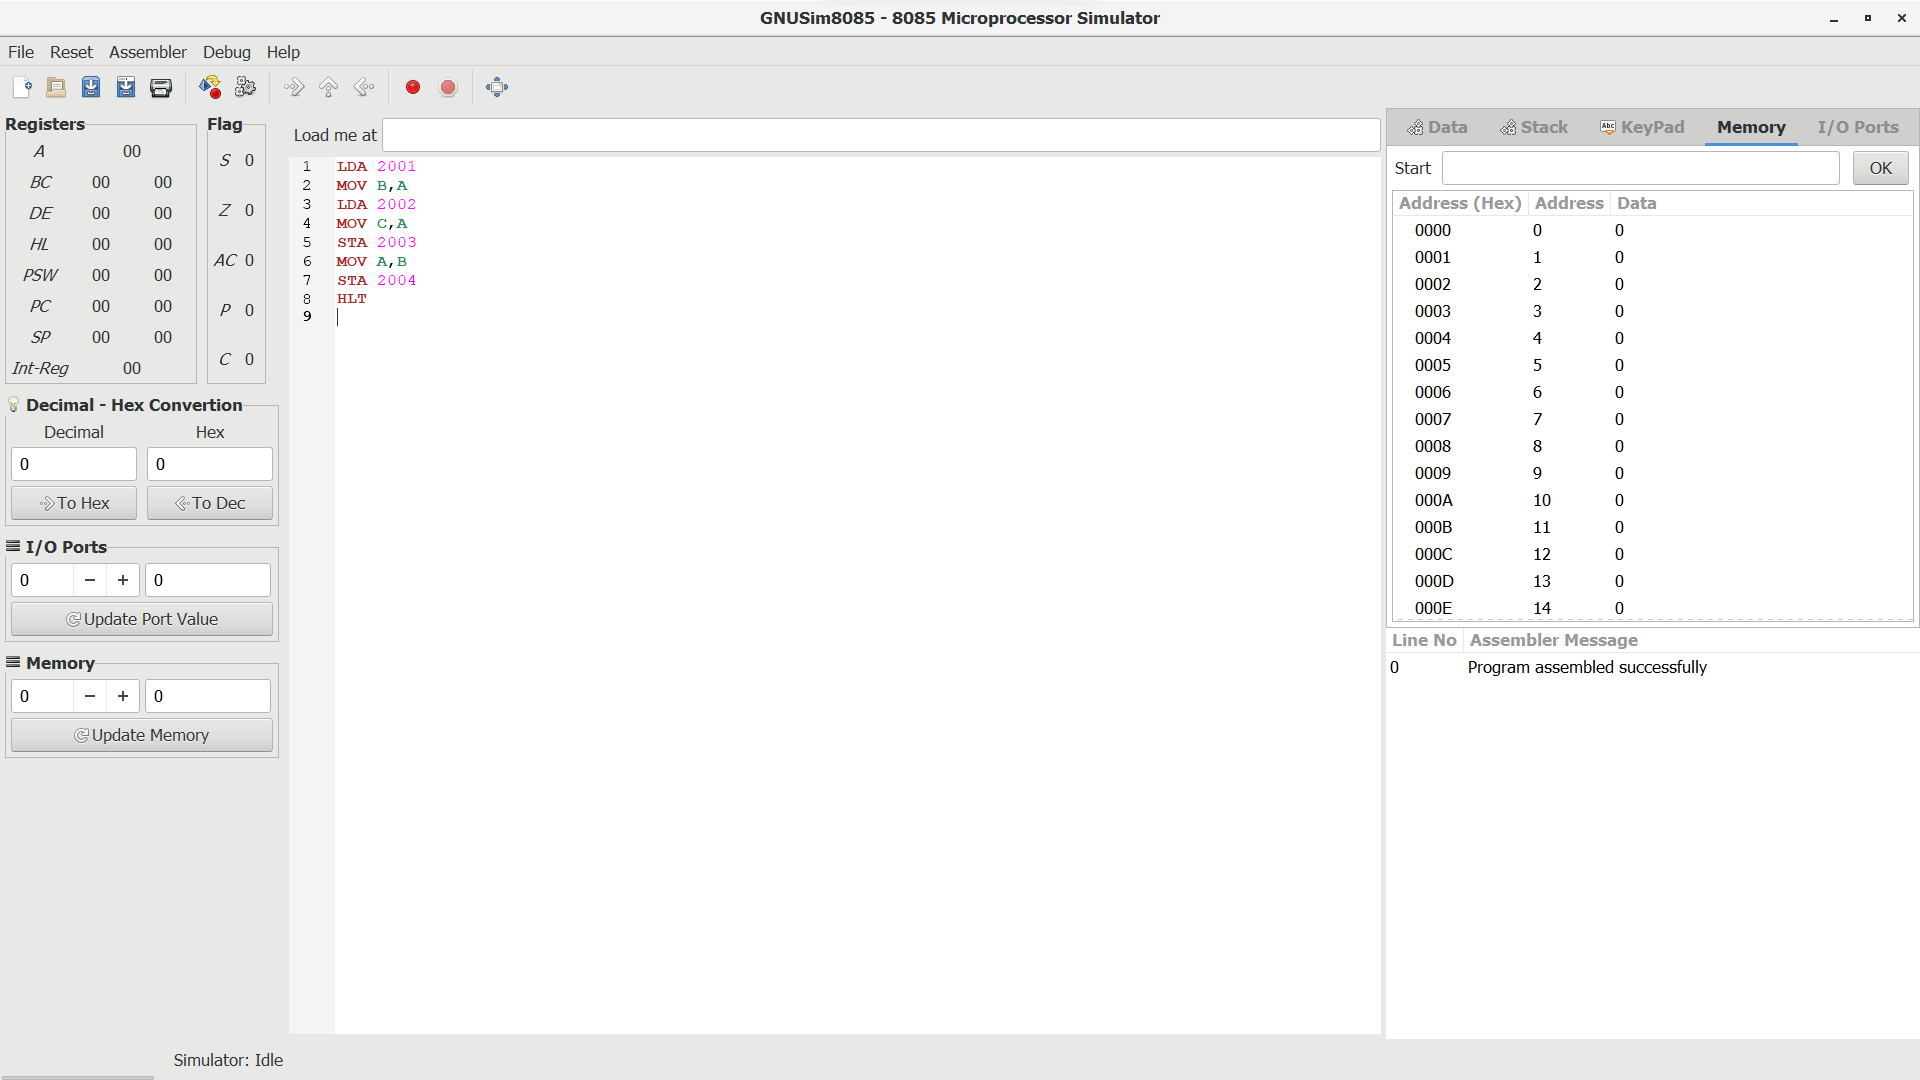 GNUSim8085 - 8085 Microprocessor Simulator
File Reset Assembler Debug Help
Registers
A 00
BC 00 00
DE 00 00
HL 00 00
PSW 00 00
PC 00 00
SP 00 00
Int-Reg 00
Flag
S 0
Z 0
AC 0
P 0
C 0
Decimal - Hex Convertion
Decimal Hex
0 0
To Hex To Dec
I/O Ports
0 − + 0
Update Port Value
Memory
0 − + 0
Update Memory
Load me at
1 LDA 2001
2 MOV B,A
3 LDA 2002
4 MOV C,A
5 STA 2003
6 MOV A,B
7 STA 2004
8 HLT
9
Data Stack Abc KeyPad Memory I/O Ports
Start OK
Address (Hex) Address Data
0000 0 0
0001 1 0
0002 2 0
0003 3 0
0004 4 0
0005 5 0
0006 6 0
0007 7 0
0008 8 0
0009 9 0
000A 10 0
000B 11 0
000C 12 0
000D 13 0
000E 14 0
Line No Assembler Message
0 Program assembled successfully
Simulator: Idle